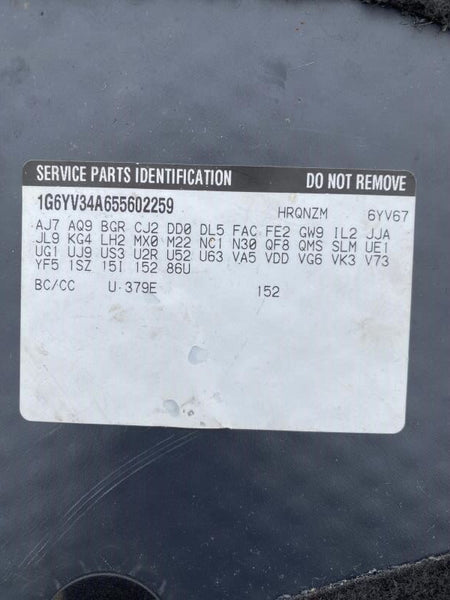 SERVICE PARTS IDENTIFICATION DO NOT REMOVE
1G6YV34A655602259 HRQNZM 6YV67
AJ7 AQ9 BGR CJ2 DD0 DL5 FAC FE2 GW9 IL2 JJA
JL9 KG4 LH2 MX0 M22 NC1 N30 QF8 QMS SLM UE1
UG1 UJ9 US3 U2R U52 U63 VA5 VDD VG6 VK3 V73
YF5 1SZ 15I 152 86U
BC/CC U 379E 152